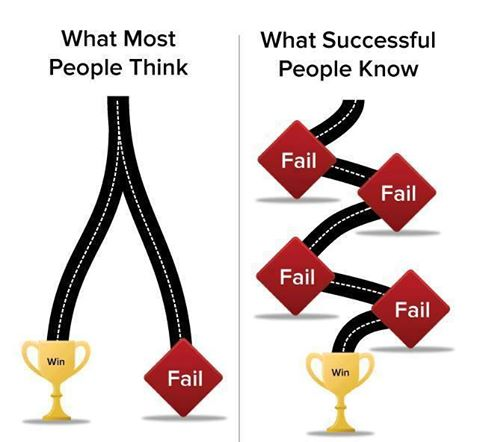 What Most
People Think
Win
Fail
What Successful
People Know
Fail
Fail
Fail
Fail
Win